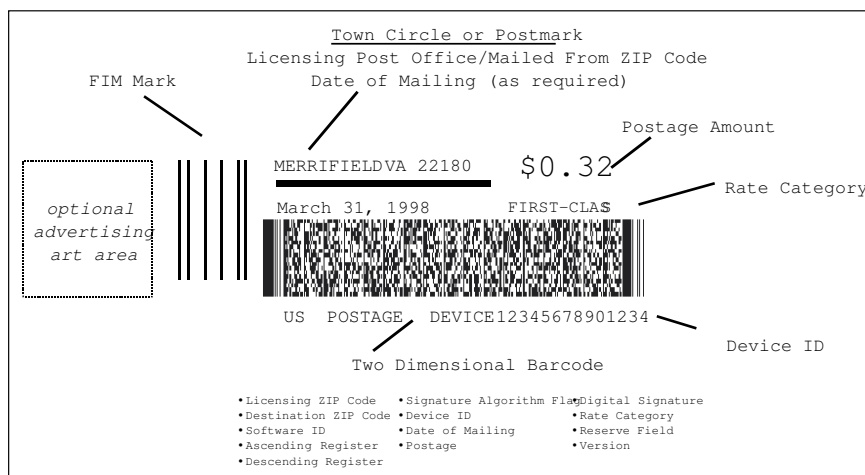 Town Circle or Postmark
Licensing Post Office/Mailed From ZIP Code
Date of Mailing (as required)
FIM Mark
Postage Amount
MERRIFIELDVA 22180
$0.32
Rate Category
optional
advertising
art area
March 31, 1998 FIRST-CLAS
US POSTAGE DEVICE12345678901234
Device ID
Two Dimensional Barcode
•Licensing ZIP Code •Signature Algorithm Flag •Digital Signature
•Destination ZIP Code •Device ID •Rate Category
•Software ID •Date of Mailing •Reserve Field
•Ascending Register •Postage •Version
•Descending Register